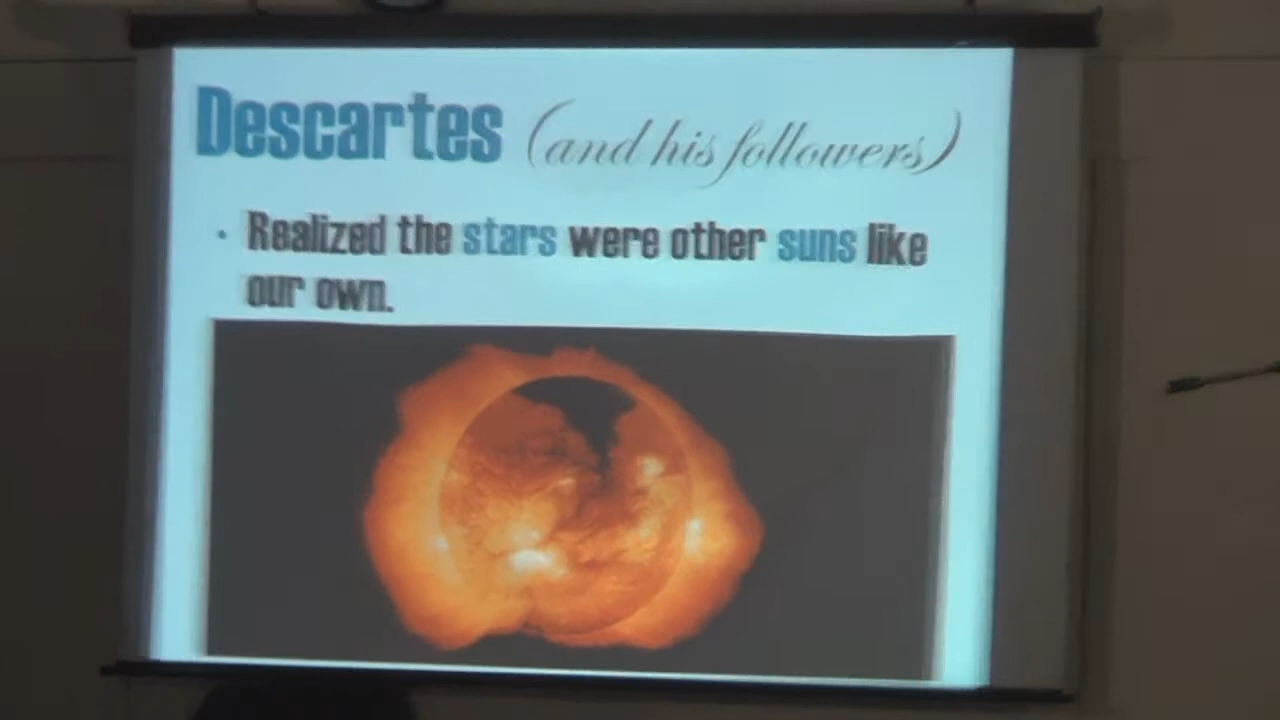 Descartes (and his followers)
• Realized the stars were other suns like
our own.